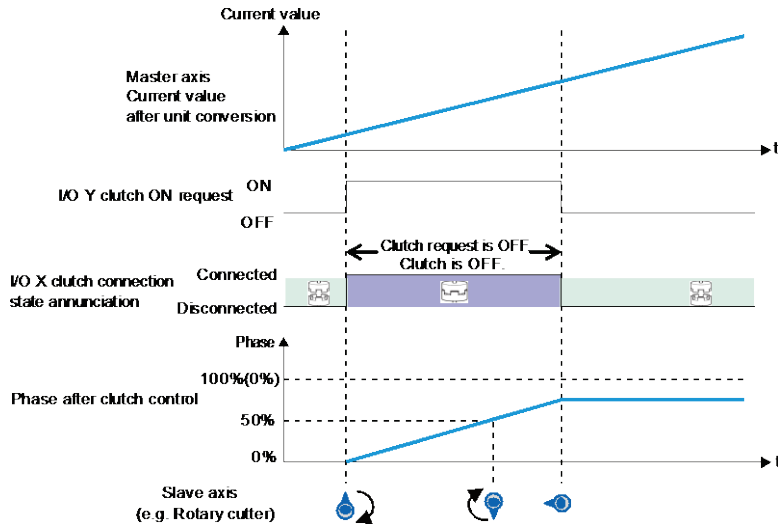 Current value
Master axis
Current value
after unit conversion
t
I/O Y clutch ON request
ON
OFF
Clutch request is OFF
Clutch is OFF.
I/O X clutch connection
state annunciation
Connected
Disconnected
Phase
100%(0%)
Phase after clutch control
50%
0%
t
Slave axis
(e.g. Rotary cutter)